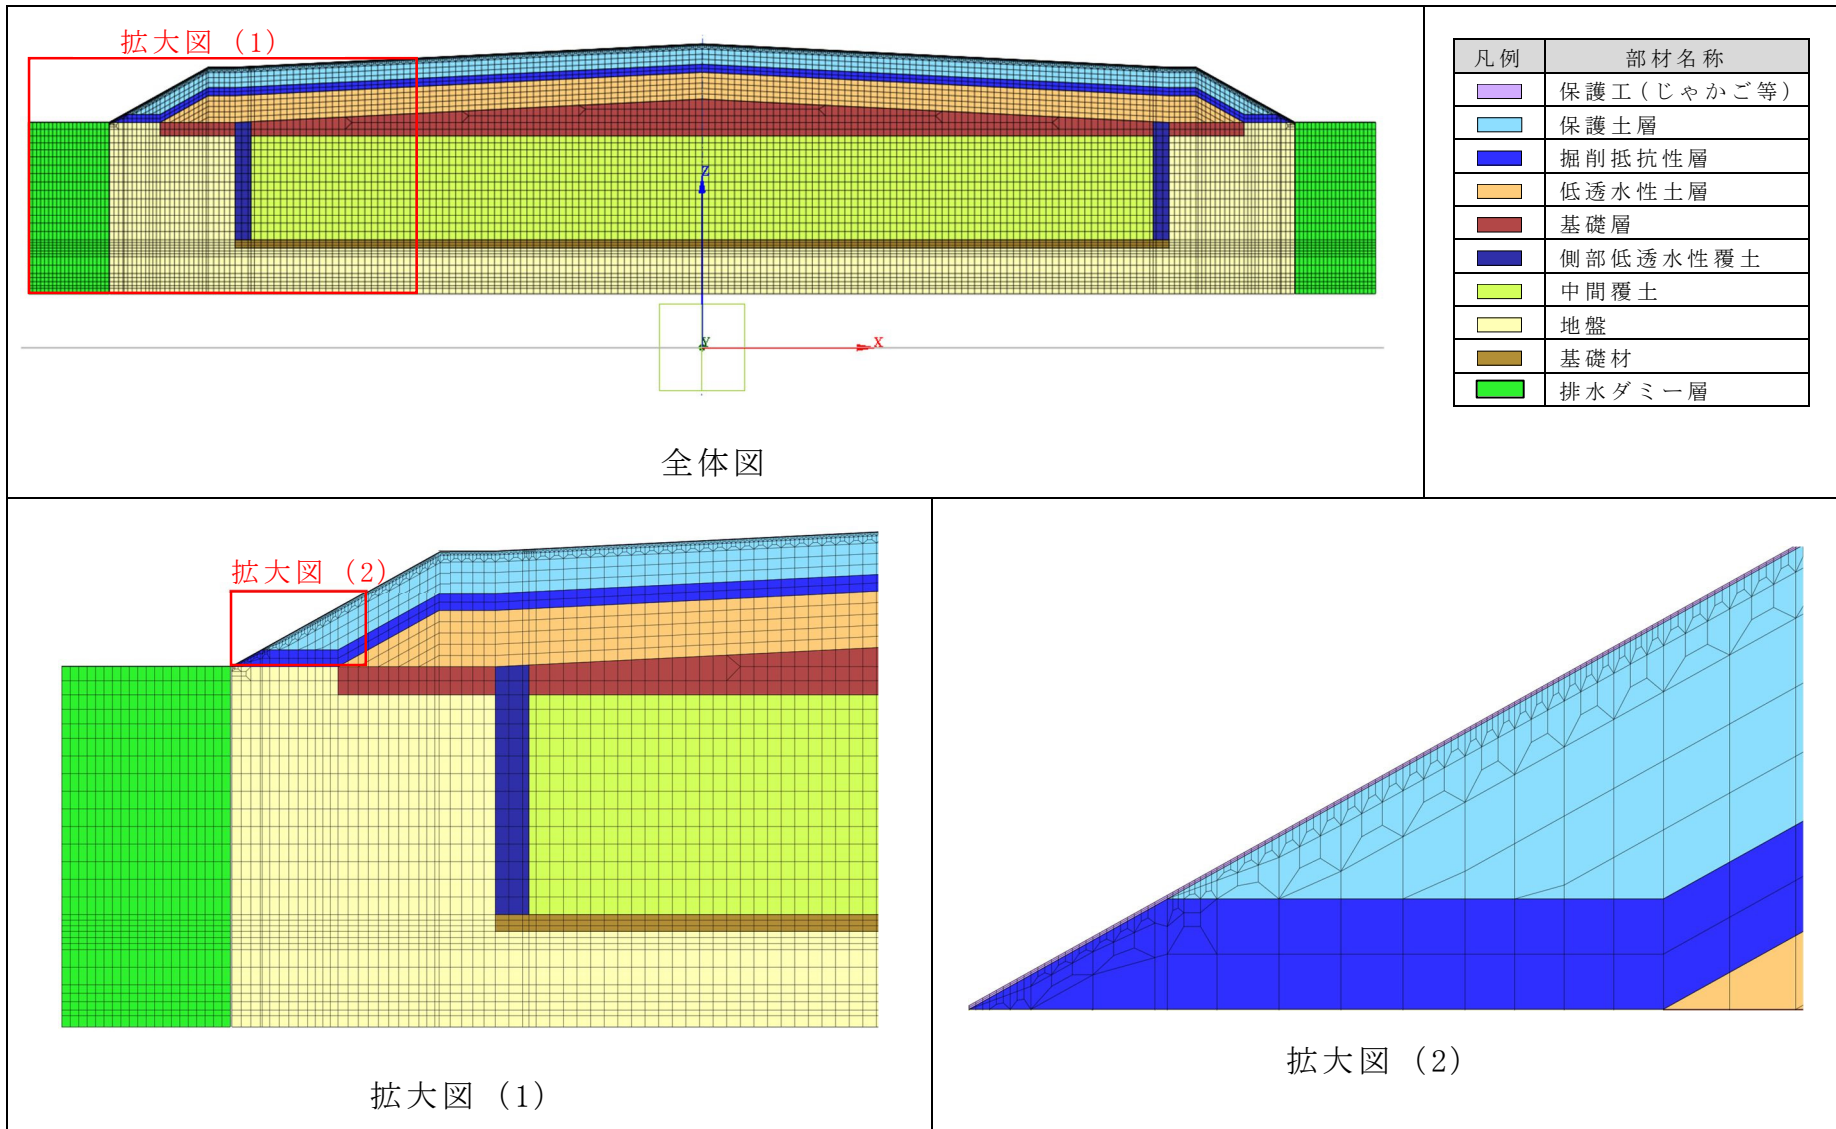 拡大図 (1)
z
y
x
全体図
凡例 部材名称
保護工(じゃかご等)
保護土層
掘削抵抗性層
低透水性土層
基礎層
側部低透水性覆土
中間覆土
地盤
基礎材
排水ダミー層
拡大図 (2)
拡大図 (1)
拡大図 (2)